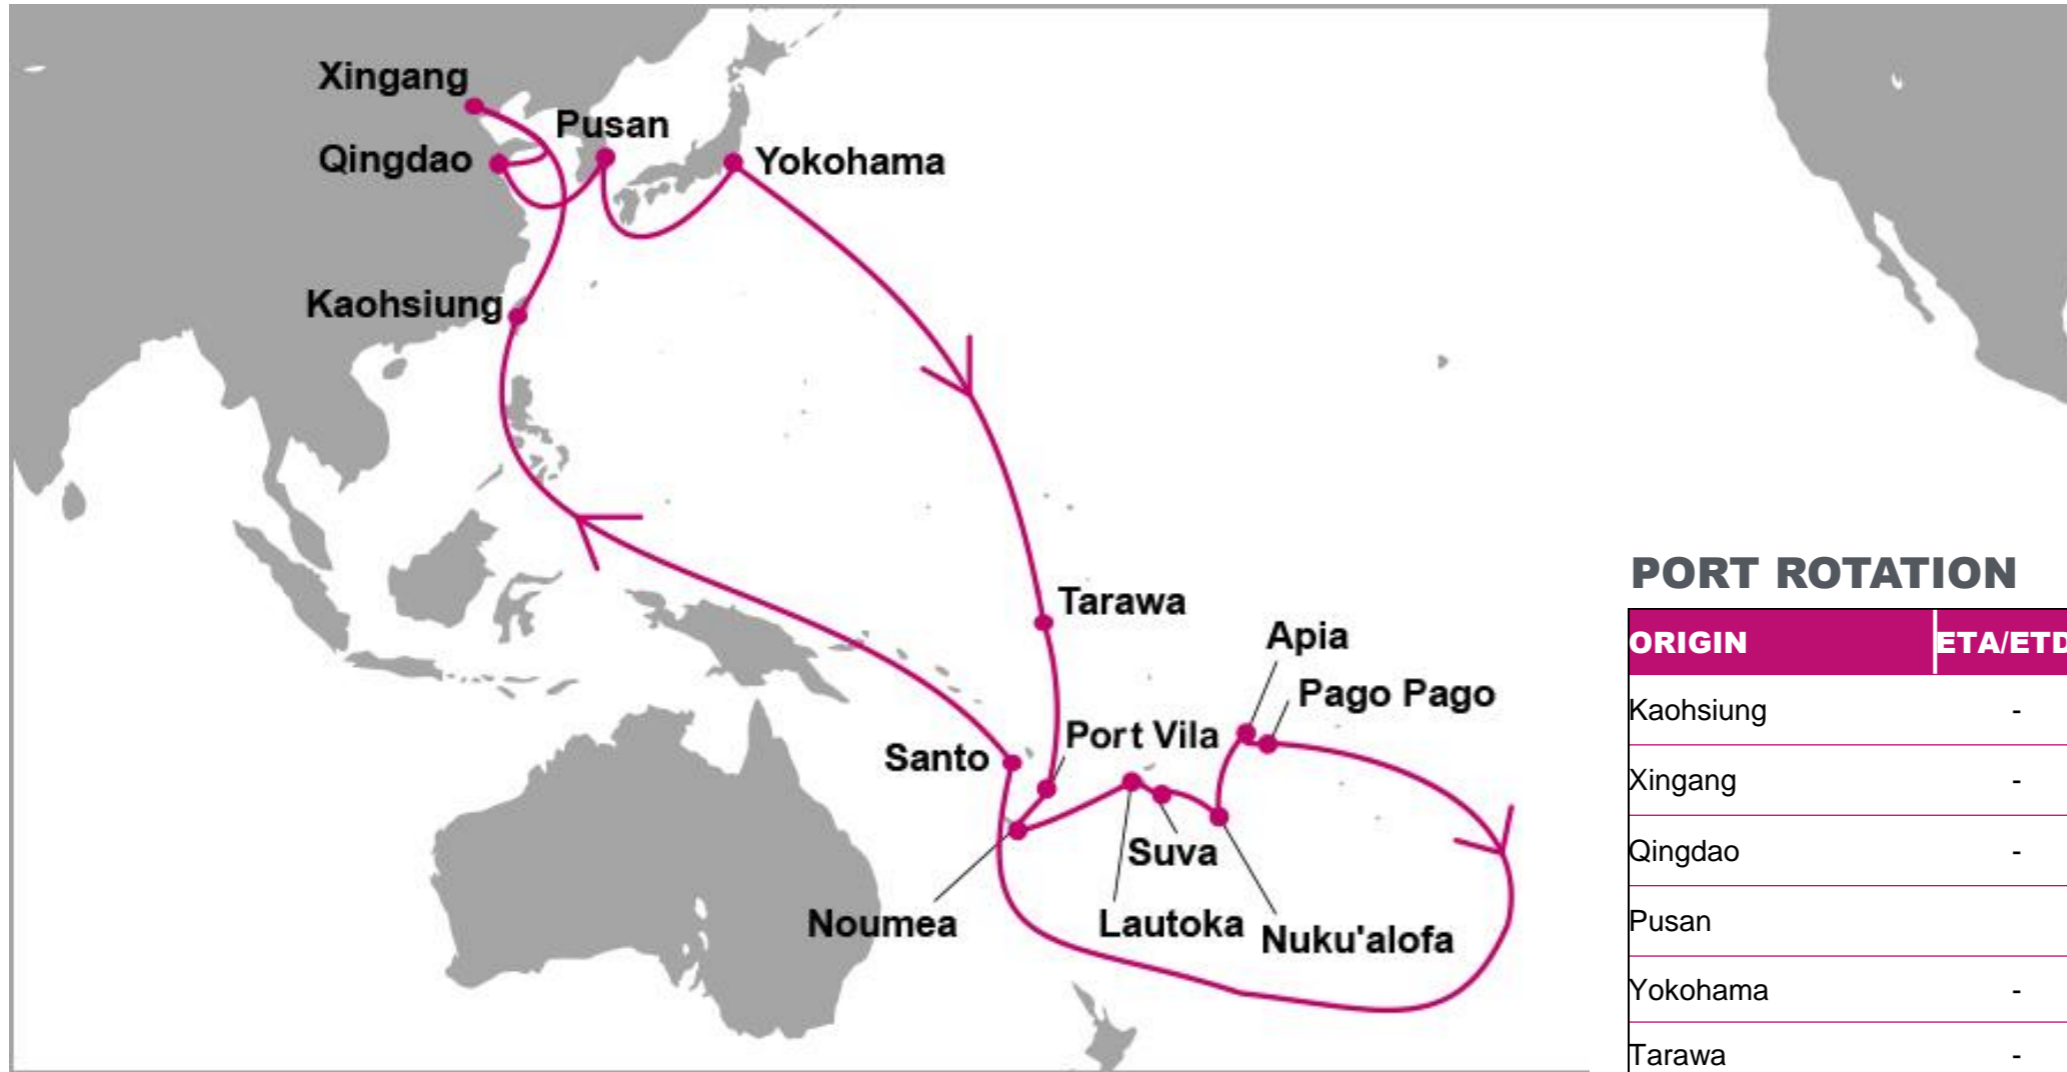 Xingang
Pusan
Qingdao
Yokohama
Kaohsiung
Tarawa
Apia
Pago Pago
Port Vila
Santo
Suva
Noumea
Lautoka
Nuku'alofa
PORT ROTATION
ORIGIN ETA/ETD
Kaohsiung -
Xingang -
Qingdao -
Pusan
Yokohama -
Tarawa -